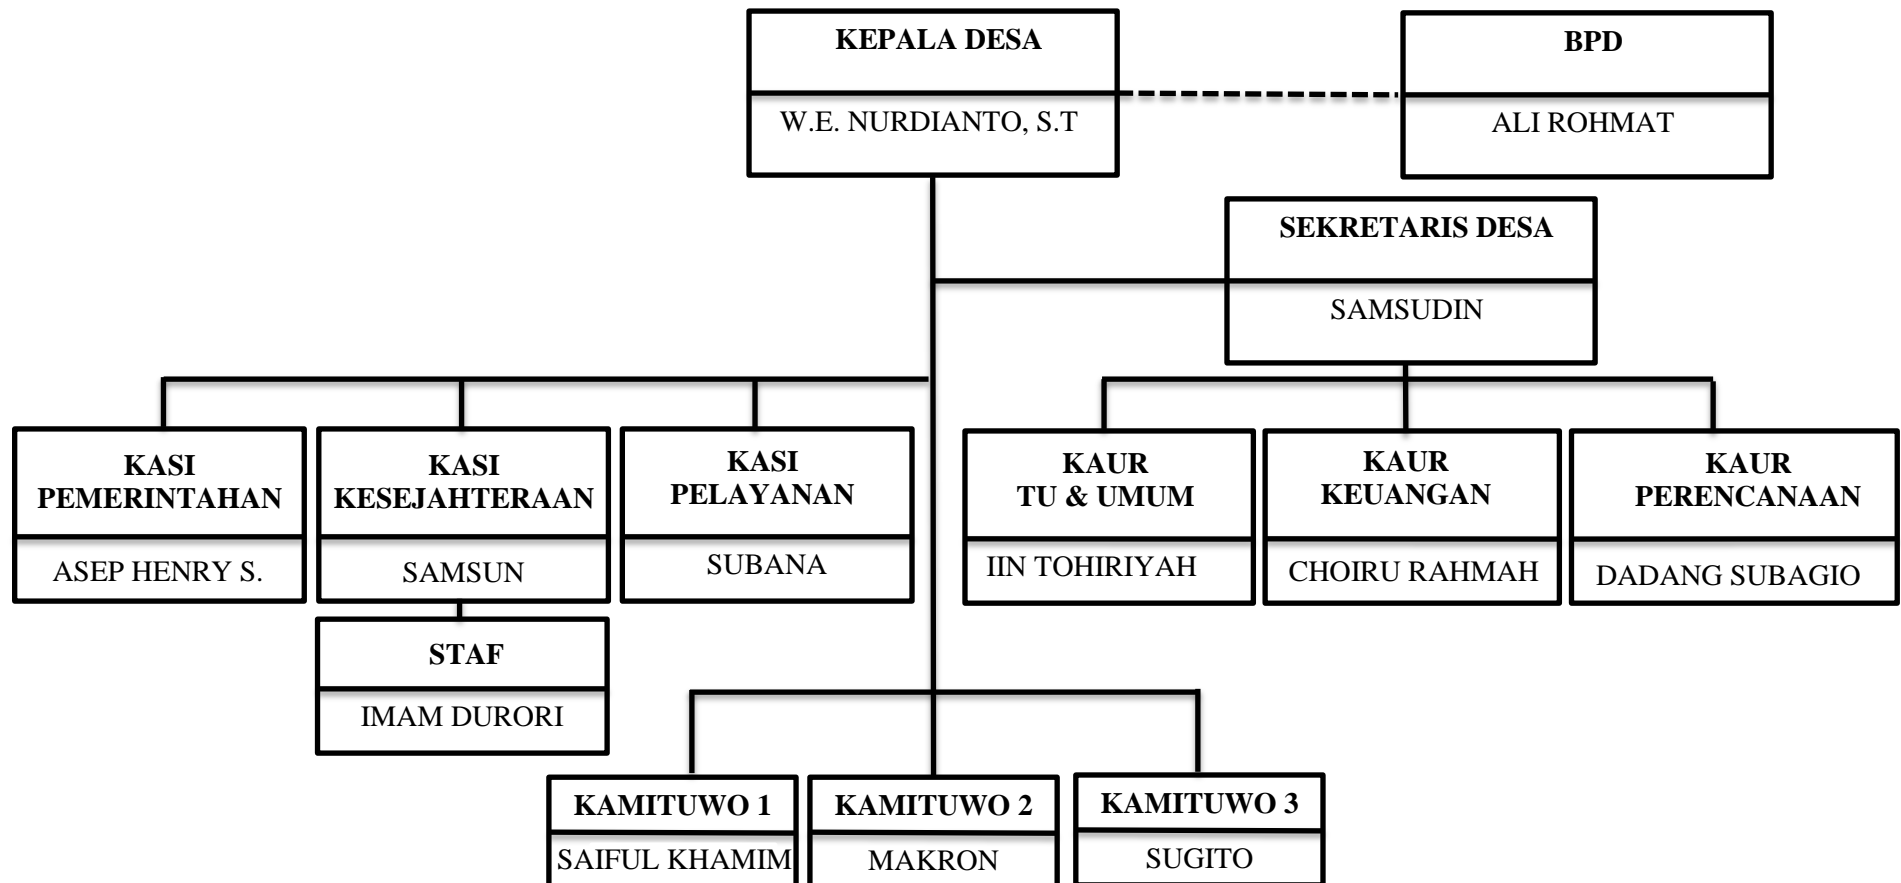 KEPALA DESA
W.E. NURDIANTO, S.T
BPD
ALI ROHMAT
SEKRETARIS DESA
SAMSUDIN
KASI
PEMERINTAHAN
ASEP HENRY S.
KASI
KESEJAHTERAAN
SAMSUN
KASI
PELAYANAN
SUBANA
KAUR
TU & UMUM
IIN TOHIRIYAH
KAUR
KEUANGAN
CHOIRU RAHMAH
KAUR
PERENCANAAN
DADANG SUBAGIO
STAF
IMAM DURORI
KAMITUWO 1
SAIFUL KHAMIM
KAMITUWO 2
MAKRON
KAMITUWO 3
SUGITO